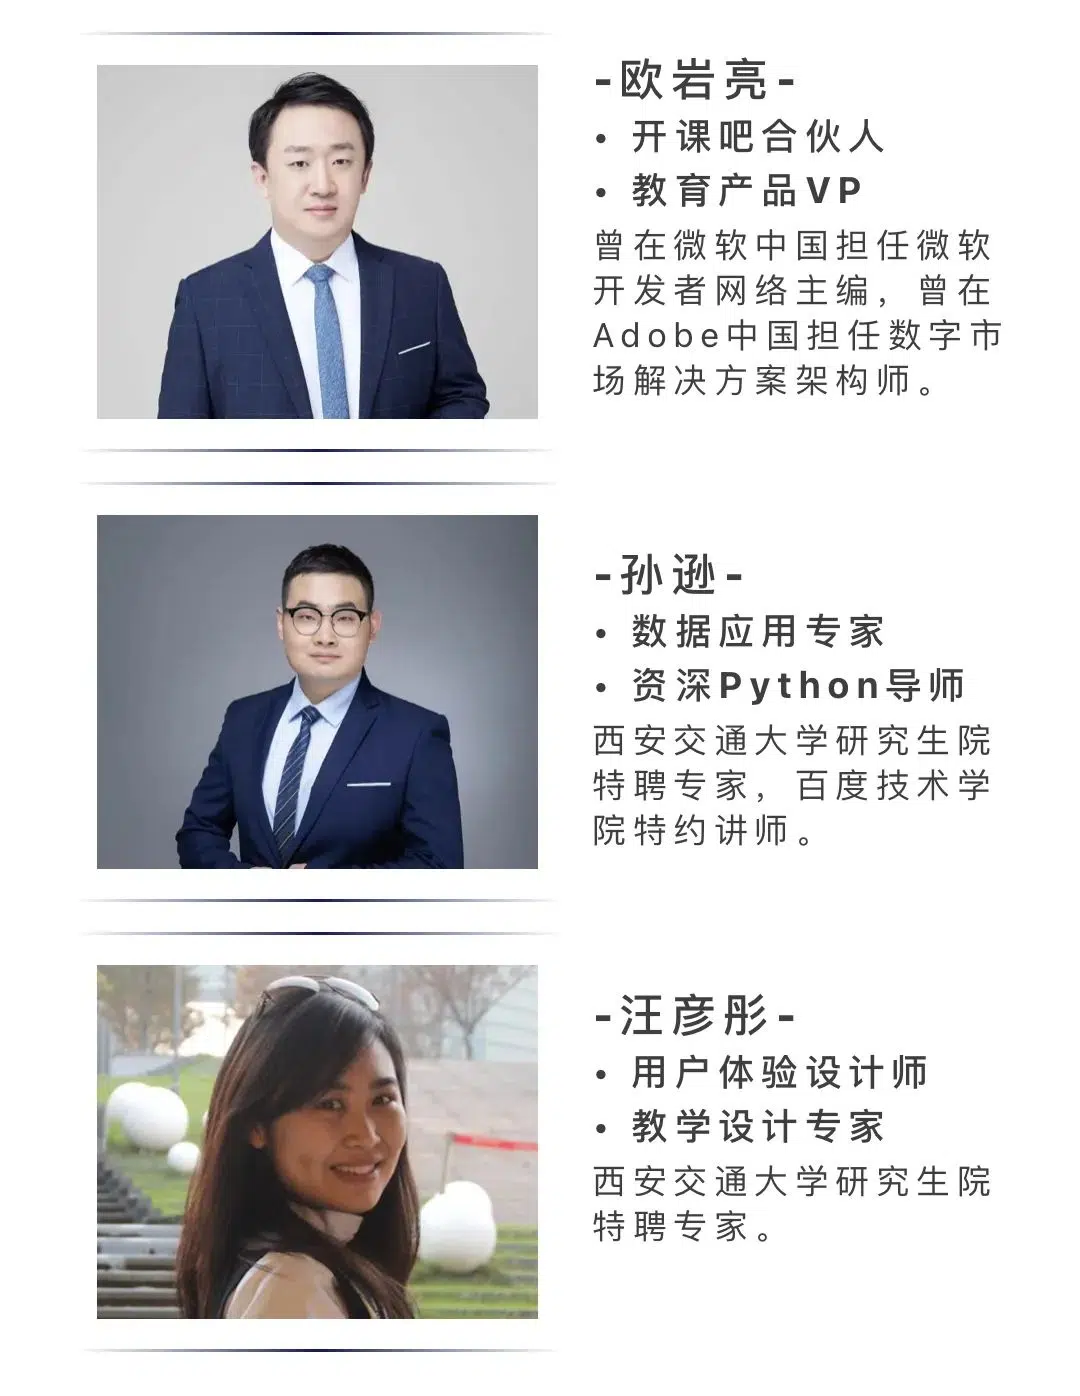 -欧岩亮-
• 开课吧合伙人
• 教育产品VP
曾在微软中国担任微软
开发者网络主编，曾在
Adobe中国担任数字市
场解决方案架构师。
-孙逊-
• 数据应用专家
• 资深Python导师
西安交通大学研究生院
特聘专家，百度技术学
院特约讲师。
-汪彦彤-
• 用户体验设计师
• 教学设计专家
西安交通大学研究生院
特聘专家。